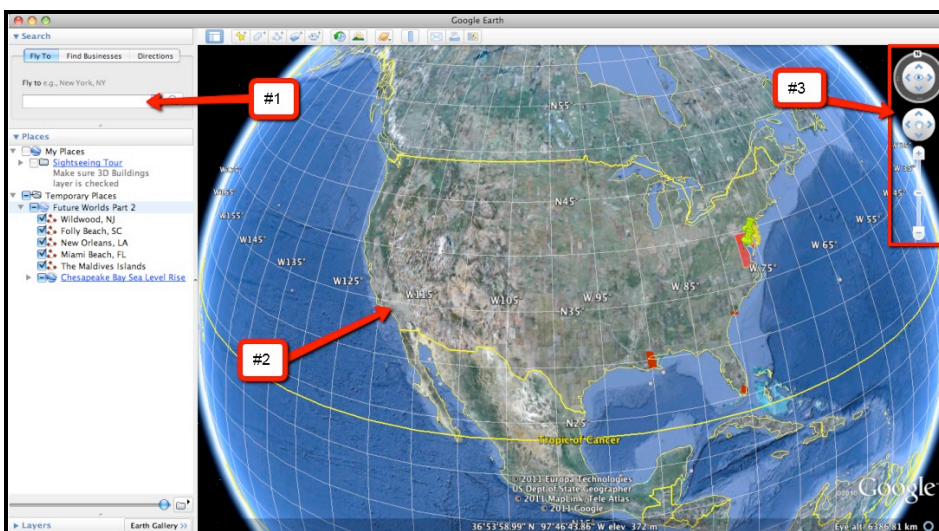 Google Earth
▼ Search
Fly To Find Businesses Directions
Fly to e.g., New York, NY
#1
▼ Places
My Places
Sightseeing Tour
Make sure 3D Buildings
layer is checked
Temporary Places
Future Worlds Part 2
Wildwood, NJ
Folly Beach, SC
New Orleans, LA
Miami Beach, FL
The Maldives Islands
Chesapeake Bay Sea Level Rise
▶ Layers
Earth Gallery >>
N
#3
N55°
W 45°
W 55°
W155°
W145°
N45°
W 65°
W135°
W 75°
W125°
W115
W105°
W 95°
W 85°
N35°
#2
N25
Tropic of Cancer
© 2011 Europa Technologies
US Dept of State Geographer
© 2011 MapLink/Tele Atlas
© 2011 Google
©2010 Google
36°53'58.99" N 97°46'43.86" W elev 372 m
Eye alt 6386.81 km